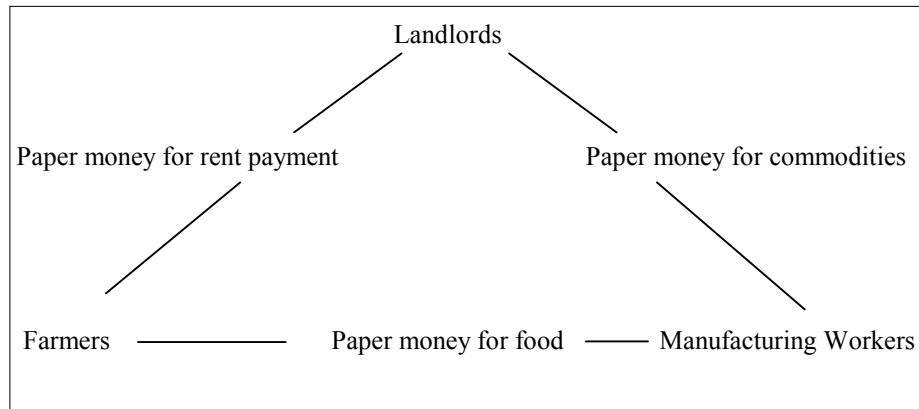 Landlords
Paper money for rent payment
Paper money for commodities
Farmers
Paper money for food
Manufacturing Workers